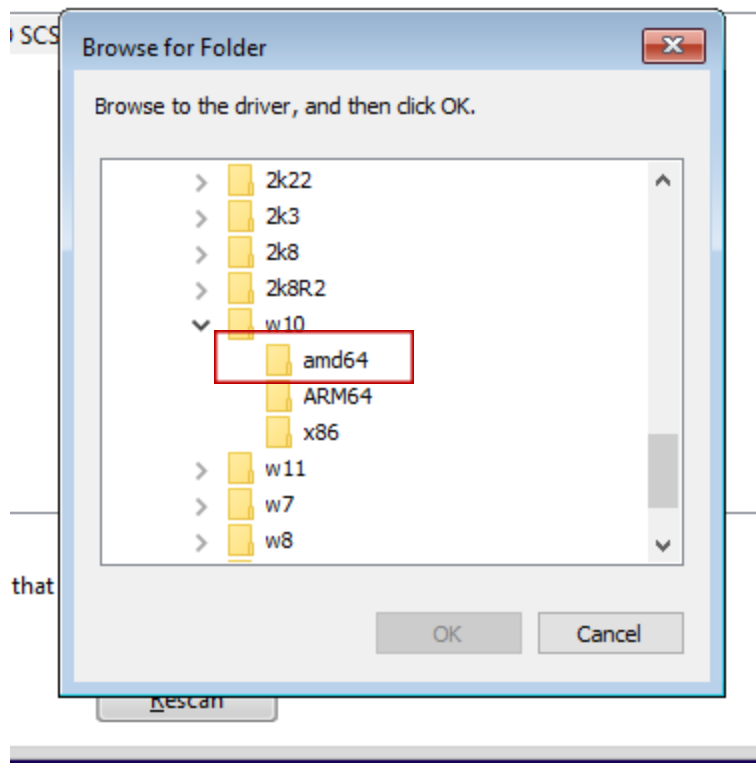 SCS
Browse for Folder
Browse to the driver, and then click OK.
2k22
2k3
2k8
2k8R2
w10
amd64
ARM64
x86
w11
w7
w8
that
OK
Cancel
Rescan